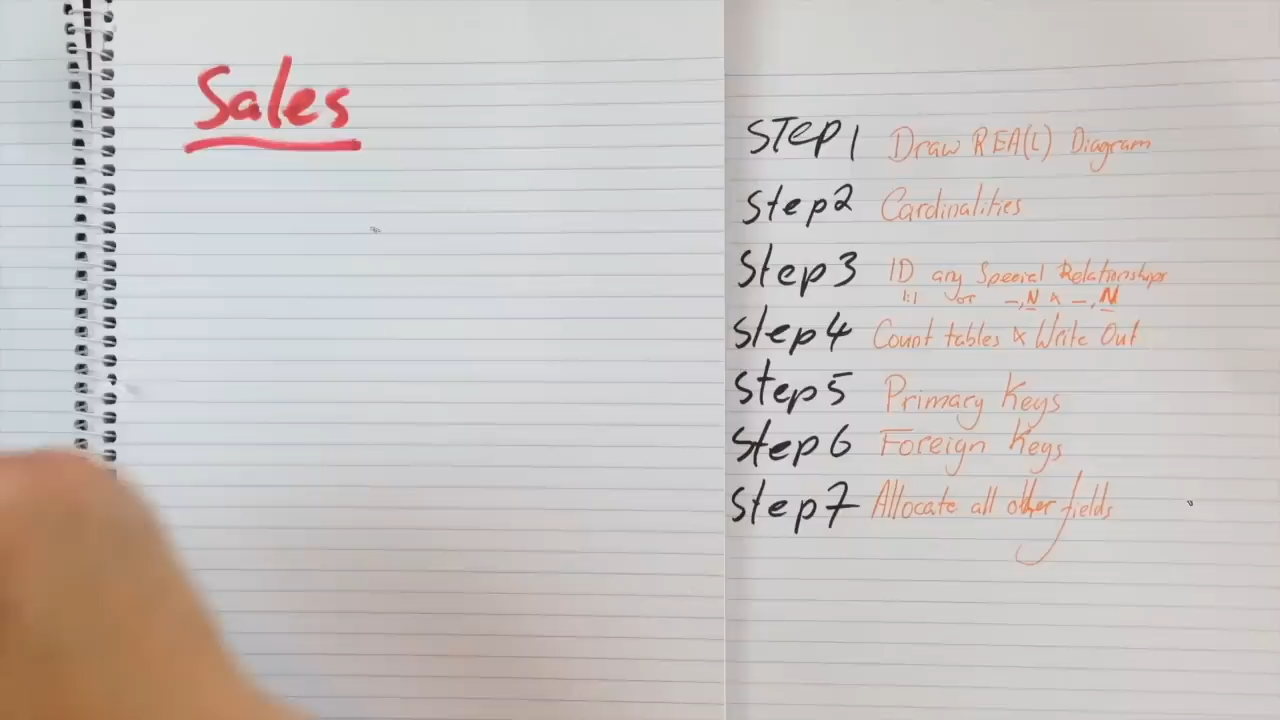 Sales
STEP 1 Draw REA(L) Diagram
Step 2 Cardinalities
Step 3 ID any Special Relationships
1:1 or -,N & -,N
Step 4 Count tables & Write Out
Step 5 Primary Keys
Step 6 Foreign Keys
Step 7 Allocate all other fields